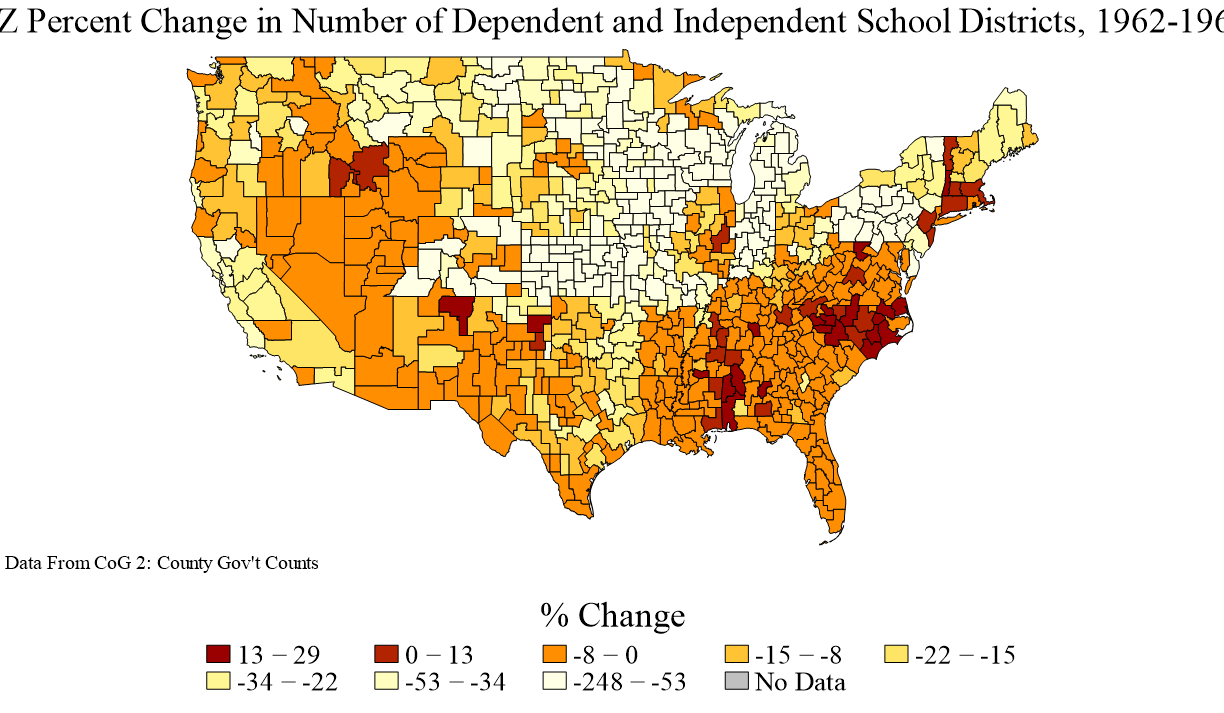 Z Percent Change in Number of Dependent and Independent School Districts, 1962-196
Data From CoG 2: County Gov't Counts
% Change
13 − 29 0 − 13 -8 − 0 -15 − -8 -22 − -15
-34 − -22 -53 − -34 -248 − -53 No Data